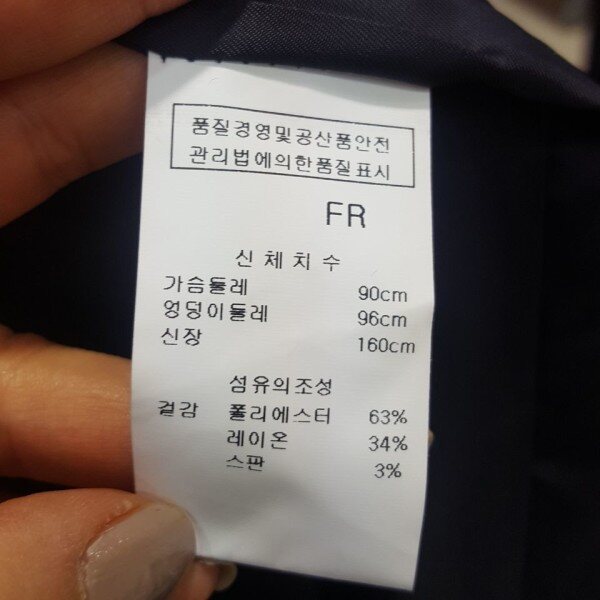 품질경영및공산품안전
관리법에의한품질표시
FR
신체치수
가슴둘레 90cm
엉덩이둘레 96cm
신장 160cm
섬유의조성
겉감 폴리에스터 63%
레이온 34%
스판 3%